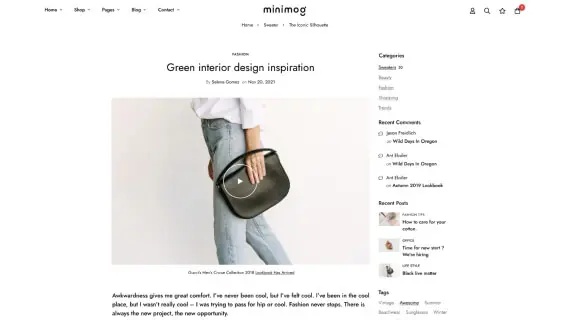 Home
Shop
Pages
Blog
Contact
minimog
Home
Sweater
The Iconic Silhouette
FASHION
Green interior design inspiration
By Selena Gomez on Nov 20, 2021
Gucci's Men's Cruise Collection 2018 Lookbook Has Arrived
Awkwardness gives me great comfort. I've never been cool, but I've felt cool. I've been in the cool
place, but I wasn't really cool – I was trying to pass for hip or cool. Fashion never stops. There is
always the new project, the new opportunity.
Categories
Sweaters
Beauty
Fashion
Shopping
Trends
Recent Comments
Jason Freidlich
on Wild Days In Oregon
Ant Ebsler
on Wild Days In Oregon
Ant Ebsler
on Autumn 2019 Lookbook
Recent Posts
FASHION TIPS
How to care for your
cotton.
OFFICE
Time for new start ?
We're hiring
LIFE STYLE
Black live matter
Tags
Vintage Awesome Summer
Beachwear Sunglasses Winter